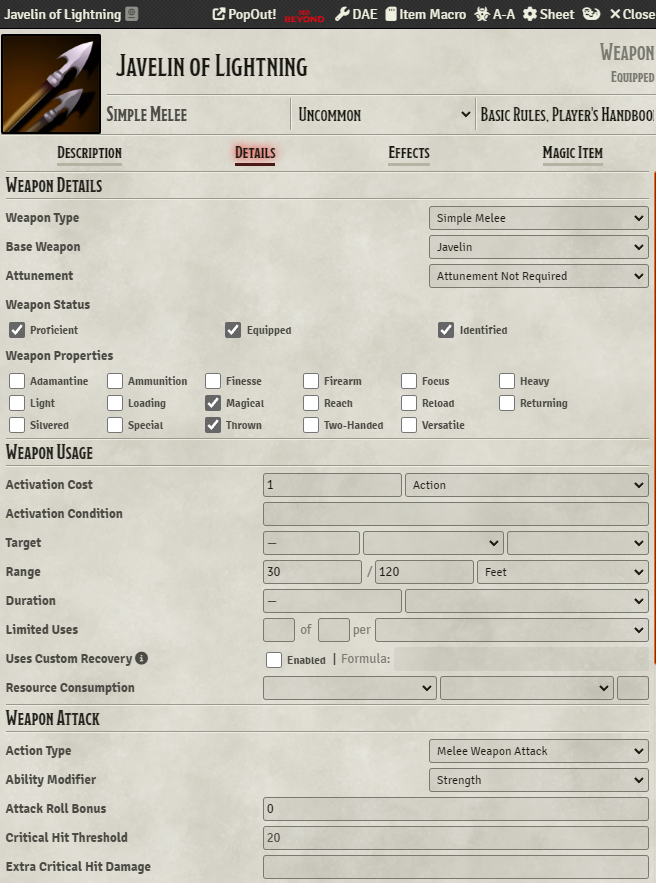 Javelin of Lightning PopOut! D&D BEYOND DAE Item Macro A-A Sheet Close
Javelin of Lightning
Weapon
Equipped
Simple Melee Uncommon Basic Rules, Player's Handboo
Description Details Effects Magic Item
Weapon Details
Weapon Type Simple Melee
Base Weapon Javelin
Attunement Attunement Not Required
Weapon Status
Proficient Equipped Identified
Weapon Properties
Adamantine Ammunition Finesse Firearm Focus Heavy
Light Loading Magical Reach Reload Returning
Silvered Special Thrown Two-Handed Versatile
Weapon Usage
Activation Cost 1 Action
Activation Condition
Target —
Range 30 / 120 Feet
Duration —
Limited Uses of per
Uses Custom Recovery Enabled | Formula:
Resource Consumption
Weapon Attack
Action Type Melee Weapon Attack
Ability Modifier Strength
Attack Roll Bonus 0
Critical Hit Threshold 20
Extra Critical Hit Damage